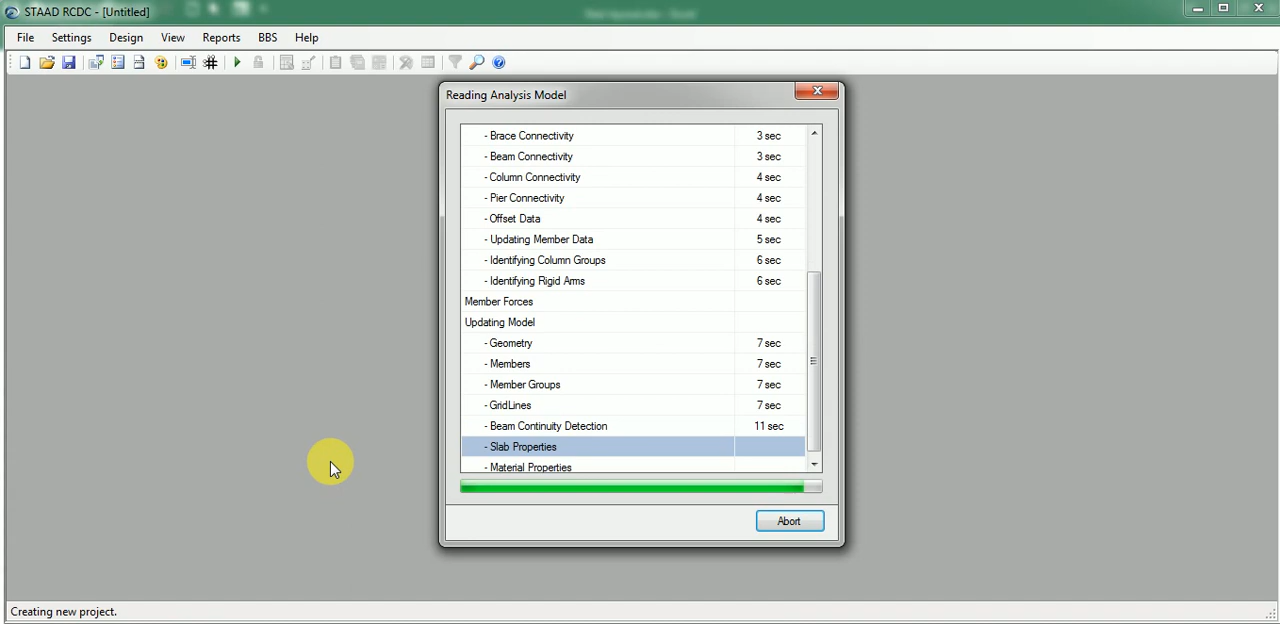 STAAD RCDC - [Untitled]
File Settings Design View Reports BBS Help
Reading Analysis Model
- Brace Connectivity 3 sec
- Beam Connectivity 3 sec
- Column Connectivity 4 sec
- Pier Connectivity 4 sec
- Offset Data 4 sec
- Updating Member Data 5 sec
- Identifying Column Groups 6 sec
- Identifying Rigid Arms 6 sec
Member Forces
Updating Model
- Geometry 7 sec
- Members 7 sec
- Member Groups 7 sec
- GridLines 7 sec
- Beam Continuity Detection 11 sec
- Slab Properties
- Material Properties
Abort
Creating new project.